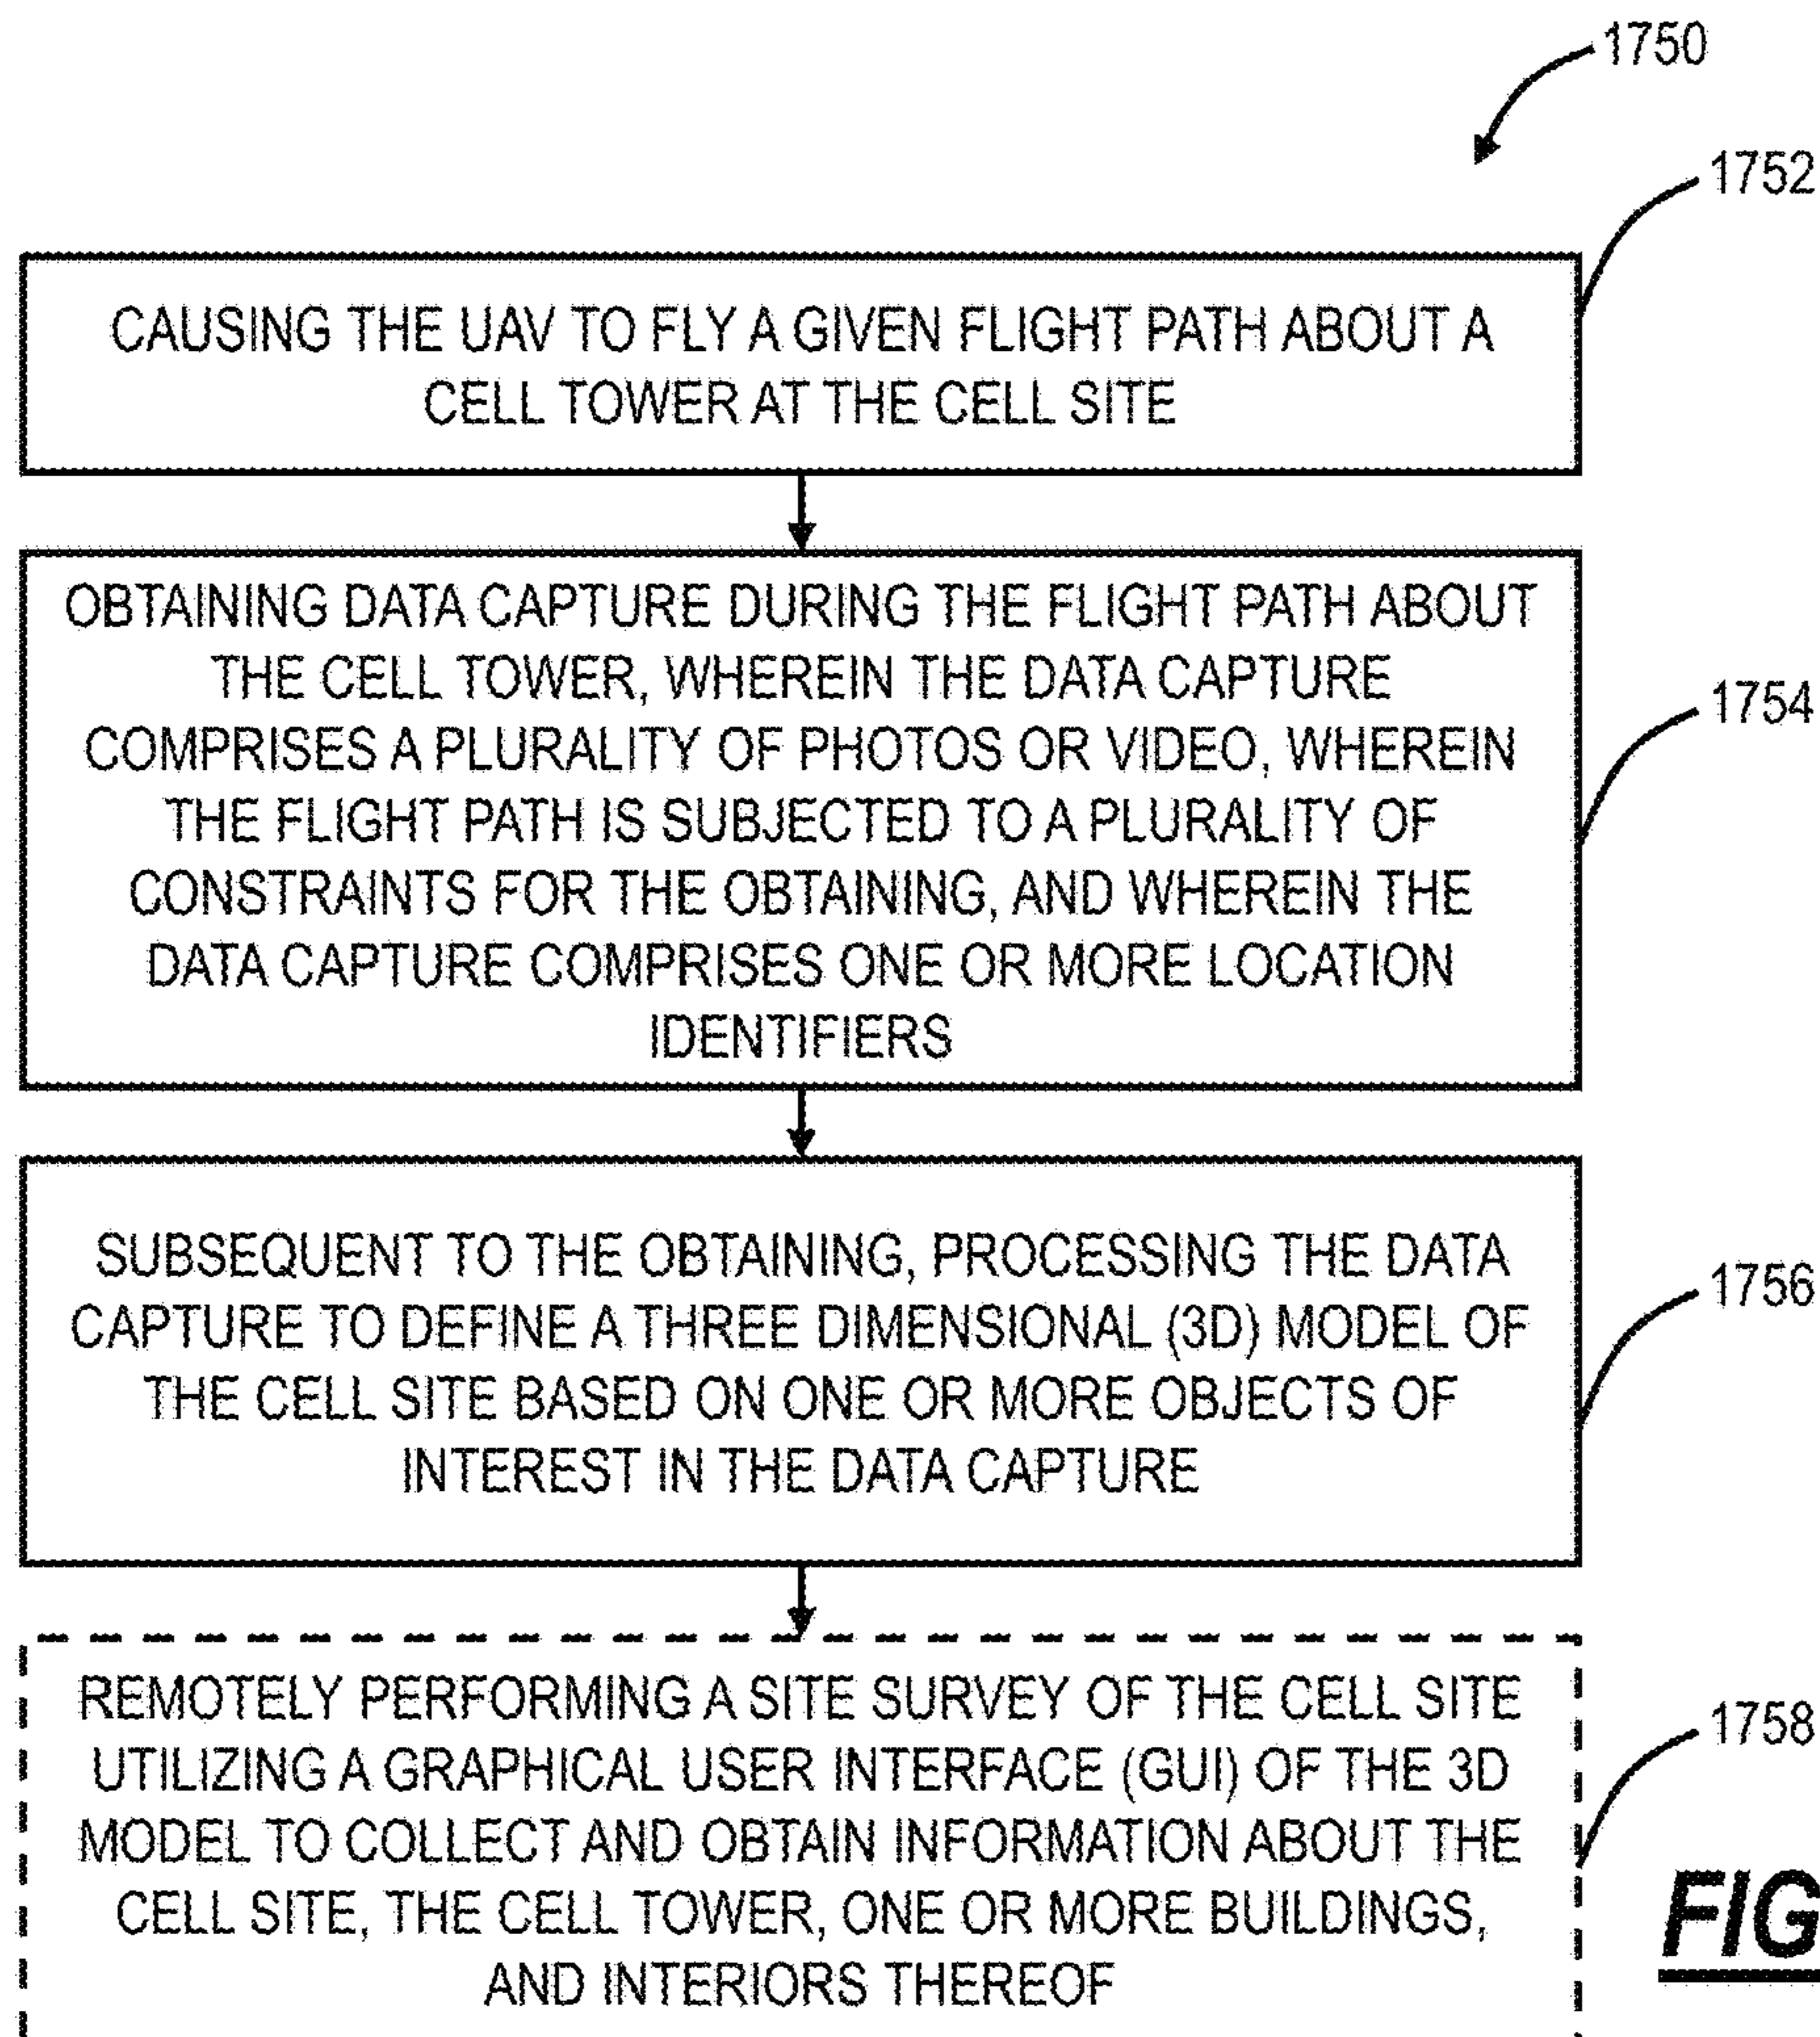 1750
1752
CAUSING THE UAV TO FLY A GIVEN FLIGHT PATH ABOUT A
CELL TOWER AT THE CELL SITE
OBTAINING DATA CAPTURE DURING THE FLIGHT PATH ABOUT
THE CELL TOWER, WHEREIN THE DATA CAPTURE
COMPRISES A PLURALITY OF PHOTOS OR VIDEO, WHEREIN
THE FLIGHT PATH IS SUBJECTED TO A PLURALITY OF
CONSTRAINTS FOR THE OBTAINING, AND WHEREIN THE
DATA CAPTURE COMPRISES ONE OR MORE LOCATION
IDENTIFIERS
1754
SUBSEQUENT TO THE OBTAINING, PROCESSING THE DATA
CAPTURE TO DEFINE A THREE DIMENSIONAL (3D) MODEL OF
THE CELL SITE BASED ON ONE OR MORE OBJECTS OF
INTEREST IN THE DATA CAPTURE
1756
REMOTELY PERFORMING A SITE SURVEY OF THE CELL SITE
UTILIZING A GRAPHICAL USER INTERFACE (GUI) OF THE 3D
MODEL TO COLLECT AND OBTAIN INFORMATION ABOUT THE
CELL SITE, THE CELL TOWER, ONE OR MORE BUILDINGS,
AND INTERIORS THEREOF
1758
FIG